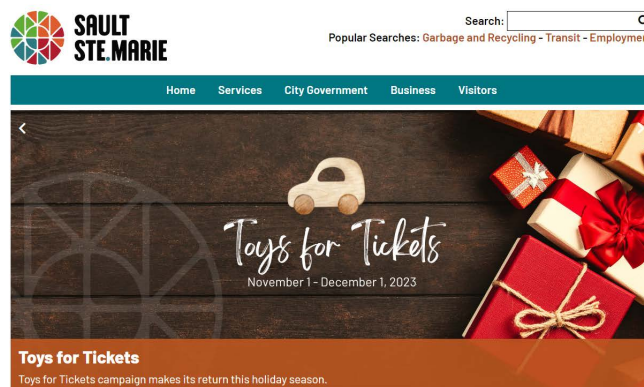 SAULT
STE.MARIE
Search:
Popular Searches: Garbage and Recycling - Transit -
Home Services City Government Business Visitors
Toys for Tickets
November 1 - December 1, 2023
Toys for Tickets
Toys for Tickets campaign makes its return this holiday season.